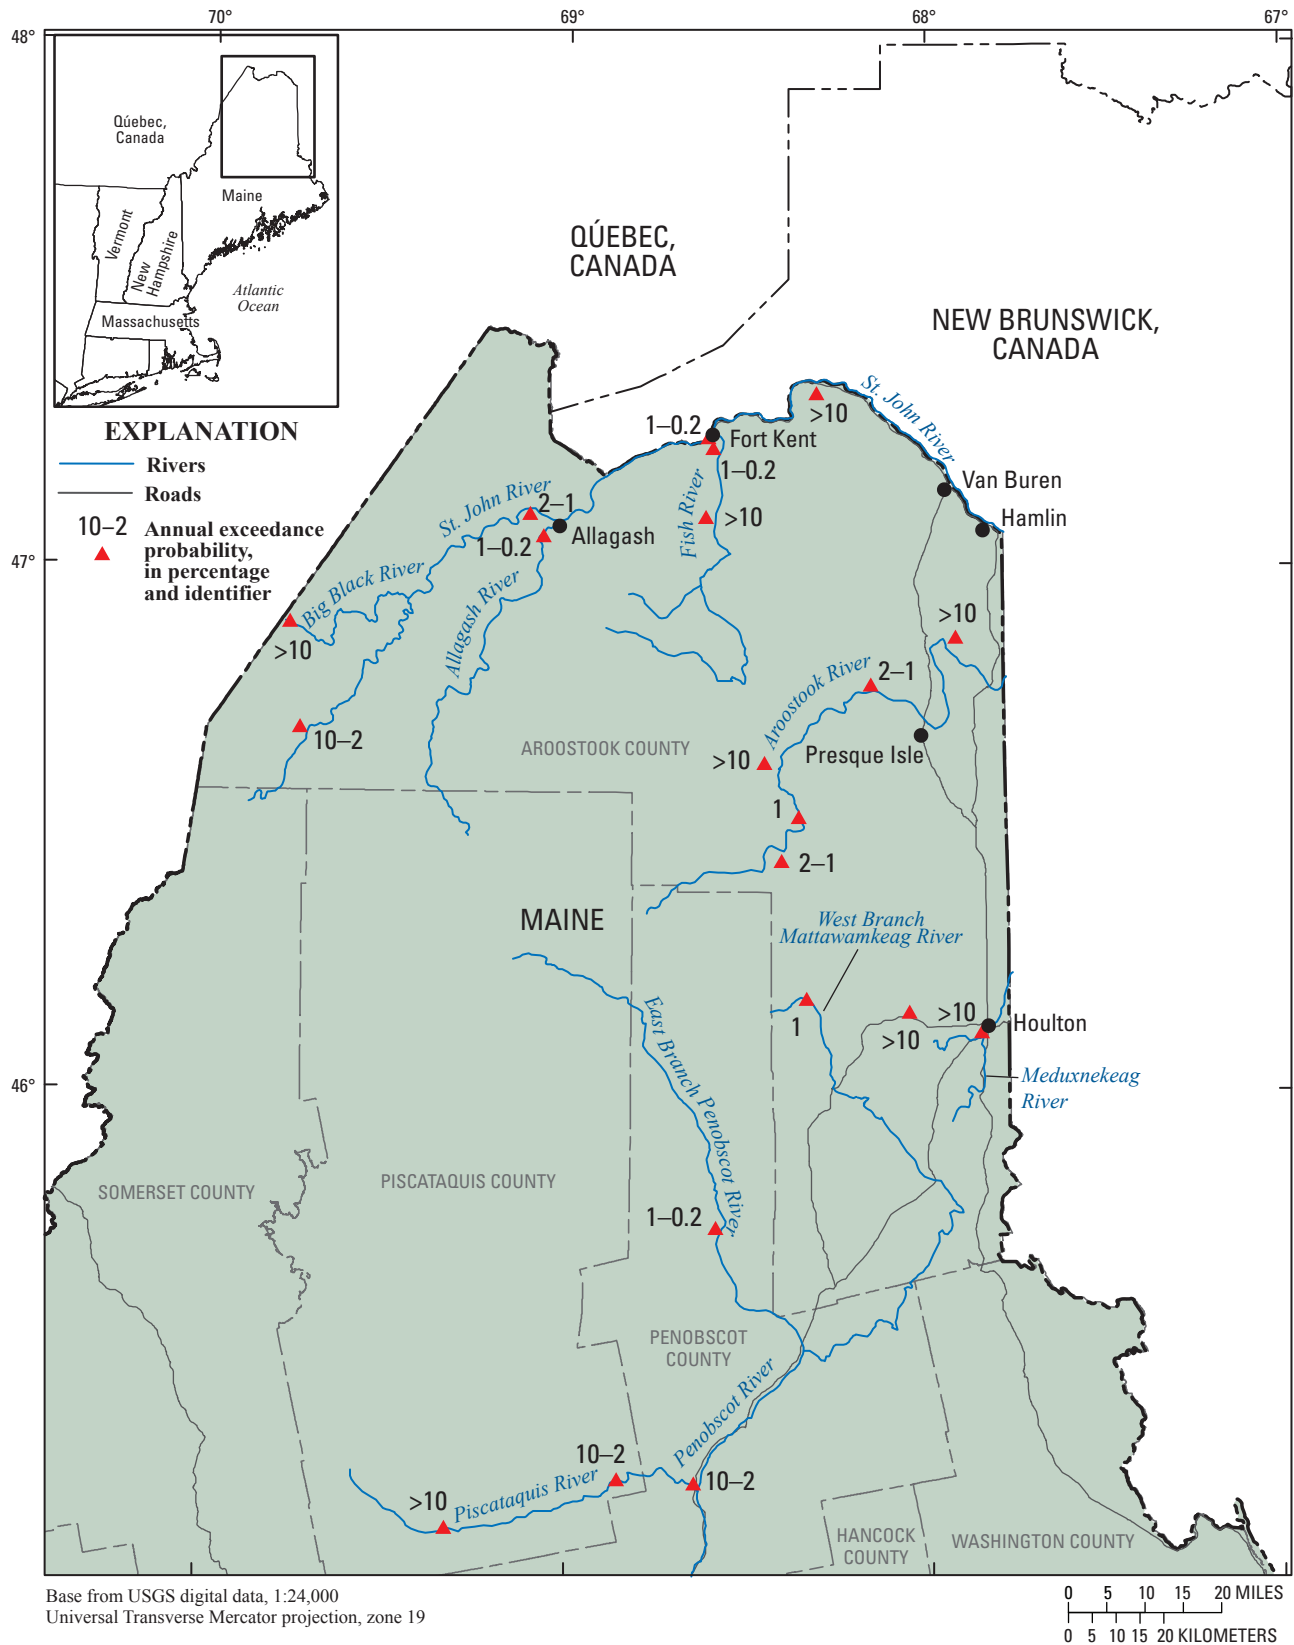 70°
69°
68°
67°
48°
Qúebec,
Canada
Maine
Vermont
New
Hampshire
Massachusetts
Atlantic
Ocean
QÚEBEC,
CANADA
NEW BRUNSWICK,
CANADA
EXPLANATION
Rivers
Roads
10–2
Annual exceedance
probability,
in percentage
and identifier
St. John River
>10
1–0.2
Fort Kent
1–0.2
Van Buren
Hamlin
Fish River
>10
St. John River
2–1
Allagash
1–0.2
47°
Big Black River
>10
Allagash River
>10
Aroostook River
2–1
10–2
AROOSTOOK COUNTY
>10
Presque Isle
1
2–1
MAINE
West Branch
Mattawamkeag River
1
>10
>10
Houlton
East Branch Penobscot River
46°
Meduxnekeag
River
SOMERSET COUNTY
PISCATAQUIS COUNTY
1–0.2
PENOBSCOT
COUNTY
Penobscot River
10–2
10–2
>10
Piscataquis River
HANCOCK
COUNTY
WASHINGTON COUNTY
Base from USGS digital data, 1:24,000
Universal Transverse Mercator projection, zone 19
0 5 10 15 20 MILES
0 5 10 15 20 KILOMETERS